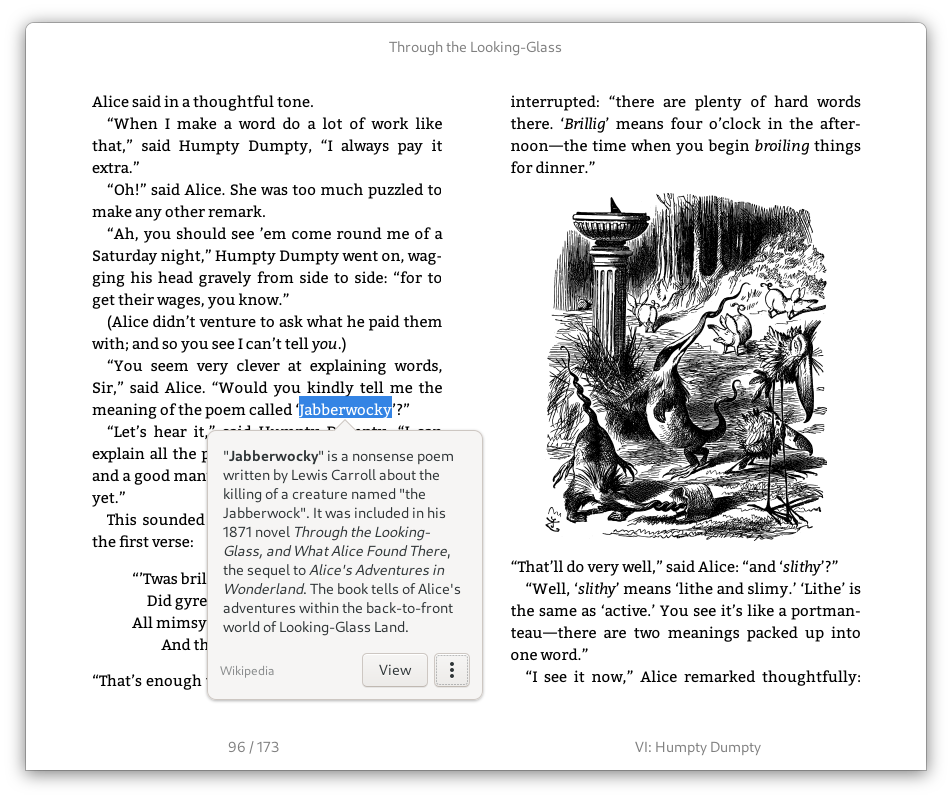 Through the Looking-Glass
Alice said in a thoughtful tone.
“When I make a word do a lot of work like
that,” said Humpty Dumpty, “I always pay it
extra.”
“Oh!” said Alice. She was too much puzzled to
make any other remark.
“Ah, you should see ’em come round me of a
Saturday night,” Humpty Dumpty went on, wag-
ging his head gravely from side to side: “for to
get their wages, you know.”
(Alice didn’t venture to ask what he paid them
with; and so you see I can’t tell you.)
“You seem very clever at explaining words,
Sir,” said Alice. “Would you kindly tell me the
meaning of the poem called ‘Jabberwocky’?”
“Let’s hear it,” said Humpty Dumpty. “I can
explain all the p
and a good man
yet.”
This sounded
the first verse:
“’Twas bril
Did gyre
All mimsy
And th
“That’s enough
"Jabberwocky" is a nonsense poem
written by Lewis Carroll about the
killing of a creature named "the
Jabberwock". It was included in his
1871 novel Through the Looking-
Glass, and What Alice Found There,
the sequel to Alice's Adventures in
Wonderland. The book tells of Alice's
adventures within the back-to-front
world of Looking-Glass Land.
Wikipedia
View
interrupted: “there are plenty of hard words
there. ‘Brillig’ means four o’clock in the after-
noon—the time when you begin broiling things
for dinner.”
“That’ll do very well,” said Alice: “and ‘slithy’?”
“Well, ‘slithy’ means ‘lithe and slimy.’ ‘Lithe’ is
the same as ‘active.’ You see it’s like a portman-
teau—there are two meanings packed up into
one word.”
“I see it now,” Alice remarked thoughtfully:
96 / 173
VI: Humpty Dumpty